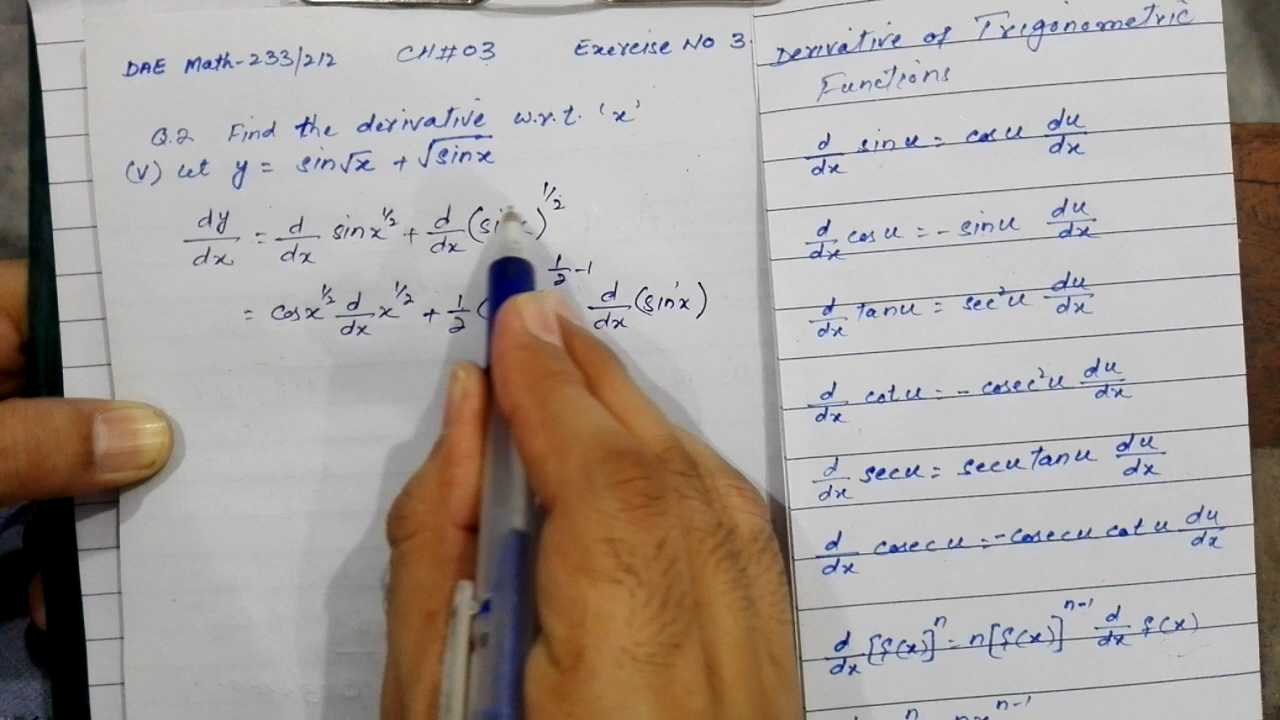 DAE Math-233/212 CH#03 Exercise No 3.
Q.2 Find the derivative w.r.t. 'x'
(V) Let y = sin√x + √sinx
dy/dx = d/dx sinx^1/2 + d/dx (si )^1/2
= cosx^1/2 d/dx x^1/2 + 1/2 ( ^1/2-1 d/dx (sinx)
Derivative of Trigonometric
Functions
d/dx sinu = cosu du/dx
d/dx cosu = - sinu du/dx
d/dx tanu = sec²u du/dx
d/dx cotu = - cosec²u du/dx
d/dx secu = secu tanu du/dx
d/dx cosecu = -cosecu cotu du/dx
d/dx [f(x)]^n = n[f(x)]^n-1 d/dx f(x)